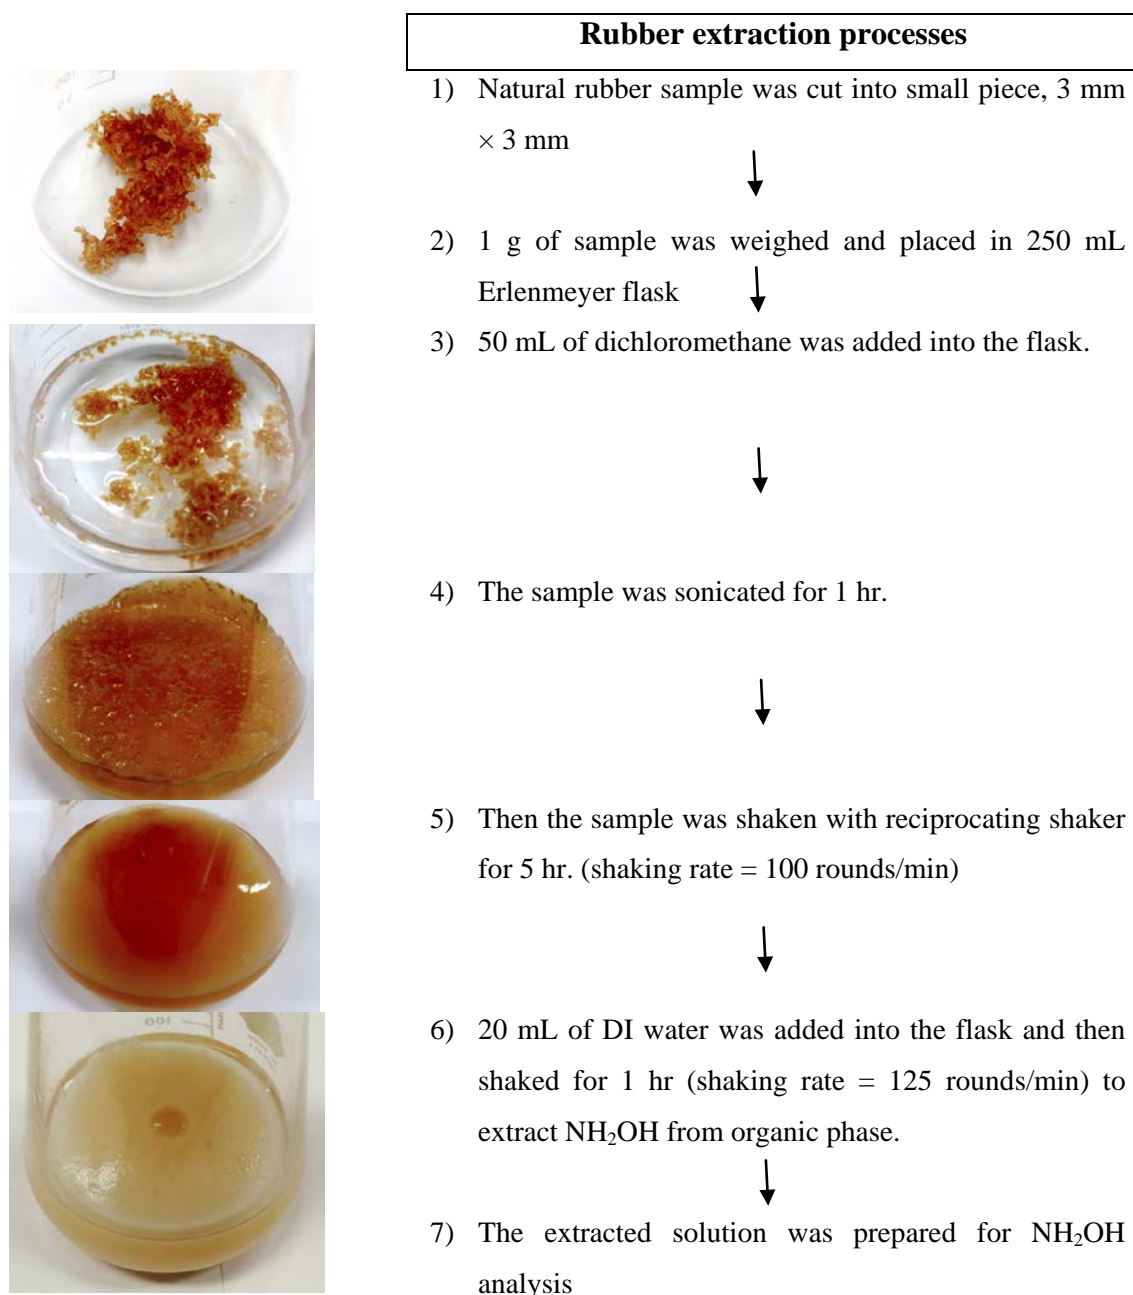 Rubber extraction processes
1) Natural rubber sample was cut into small piece, 3 mm
× 3 mm
2) 1 g of sample was weighed and placed in 250 mL
Erlenmeyer flask
3) 50 mL of dichloromethane was added into the flask.
4) The sample was sonicated for 1 hr.
5) Then the sample was shaken with reciprocating shaker
for 5 hr. (shaking rate = 100 rounds/min)
100
6) 20 mL of DI water was added into the flask and then
shaked for 1 hr (shaking rate = 125 rounds/min) to
extract NH₂OH from organic phase.
7) The extracted solution was prepared for NH₂OH
analysis